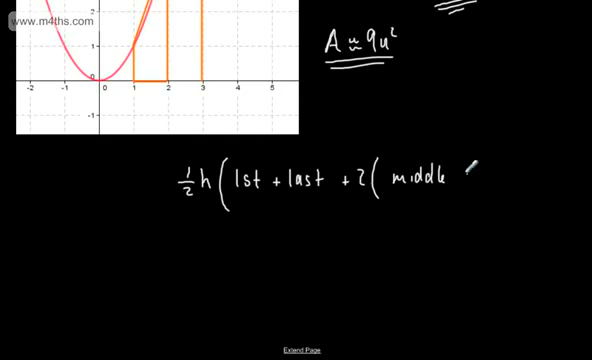 www.m4ths.com
2
1
0
-2 -1 0 1 2 3 4 5
-1
A ≈ 9u²
½h( 1st + last + 2( middle
Extend Page